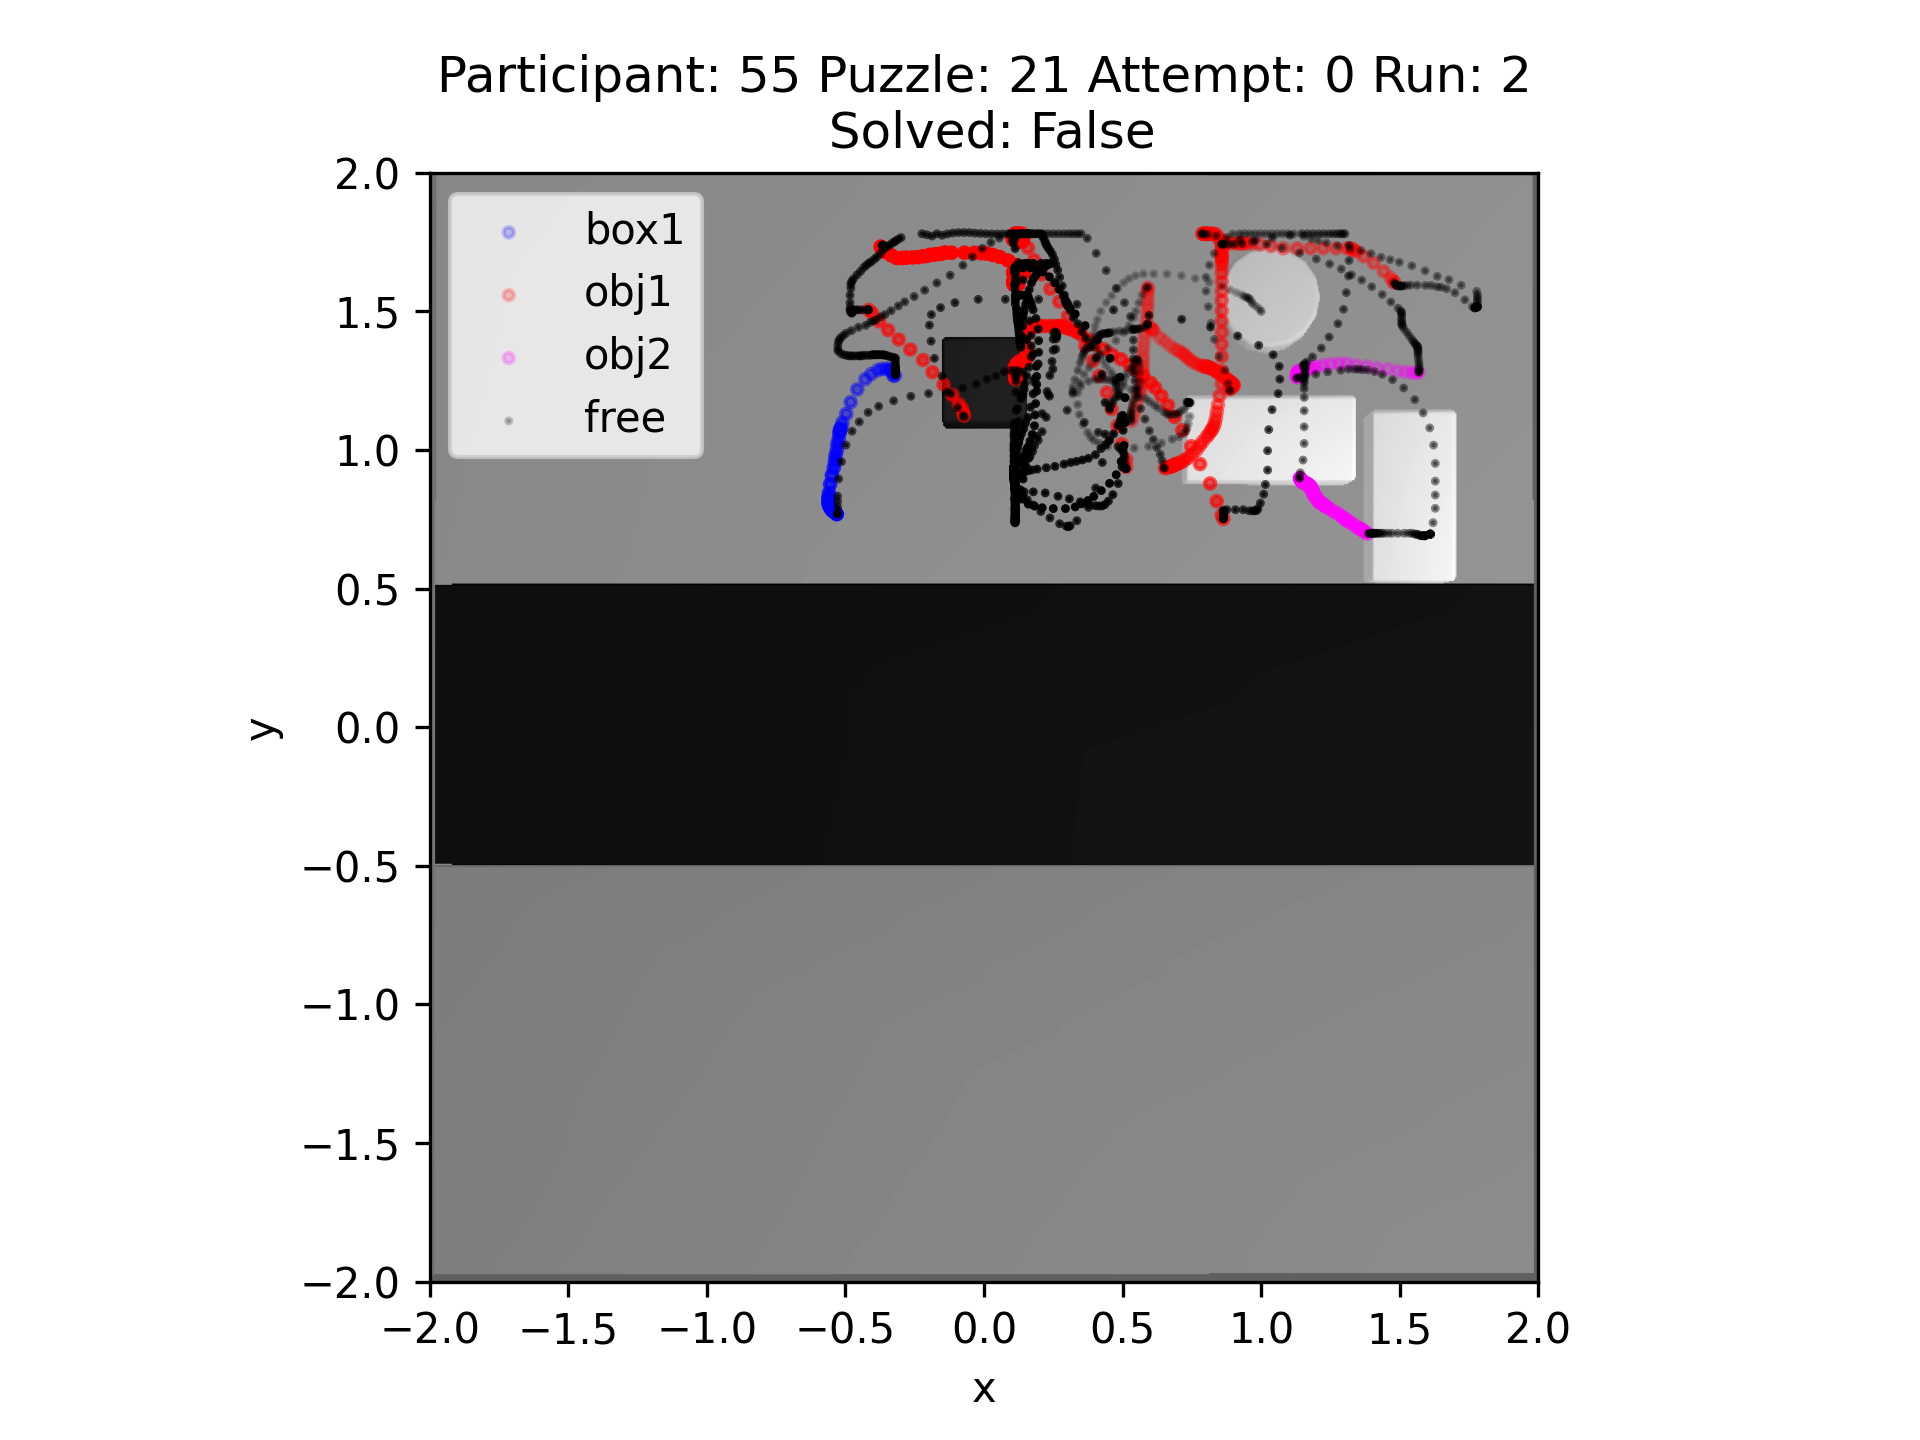 Participant: 55 Puzzle: 21 Attempt: 0 Run: 2
Solved: False
2.0
1.5
1.0
0.5
0.0
−0.5
−1.0
−1.5
−2.0
y
box1
obj1
obj2
free
−2.0 −1.5 −1.0 −0.5 0.0 0.5 1.0 1.5 2.0
x